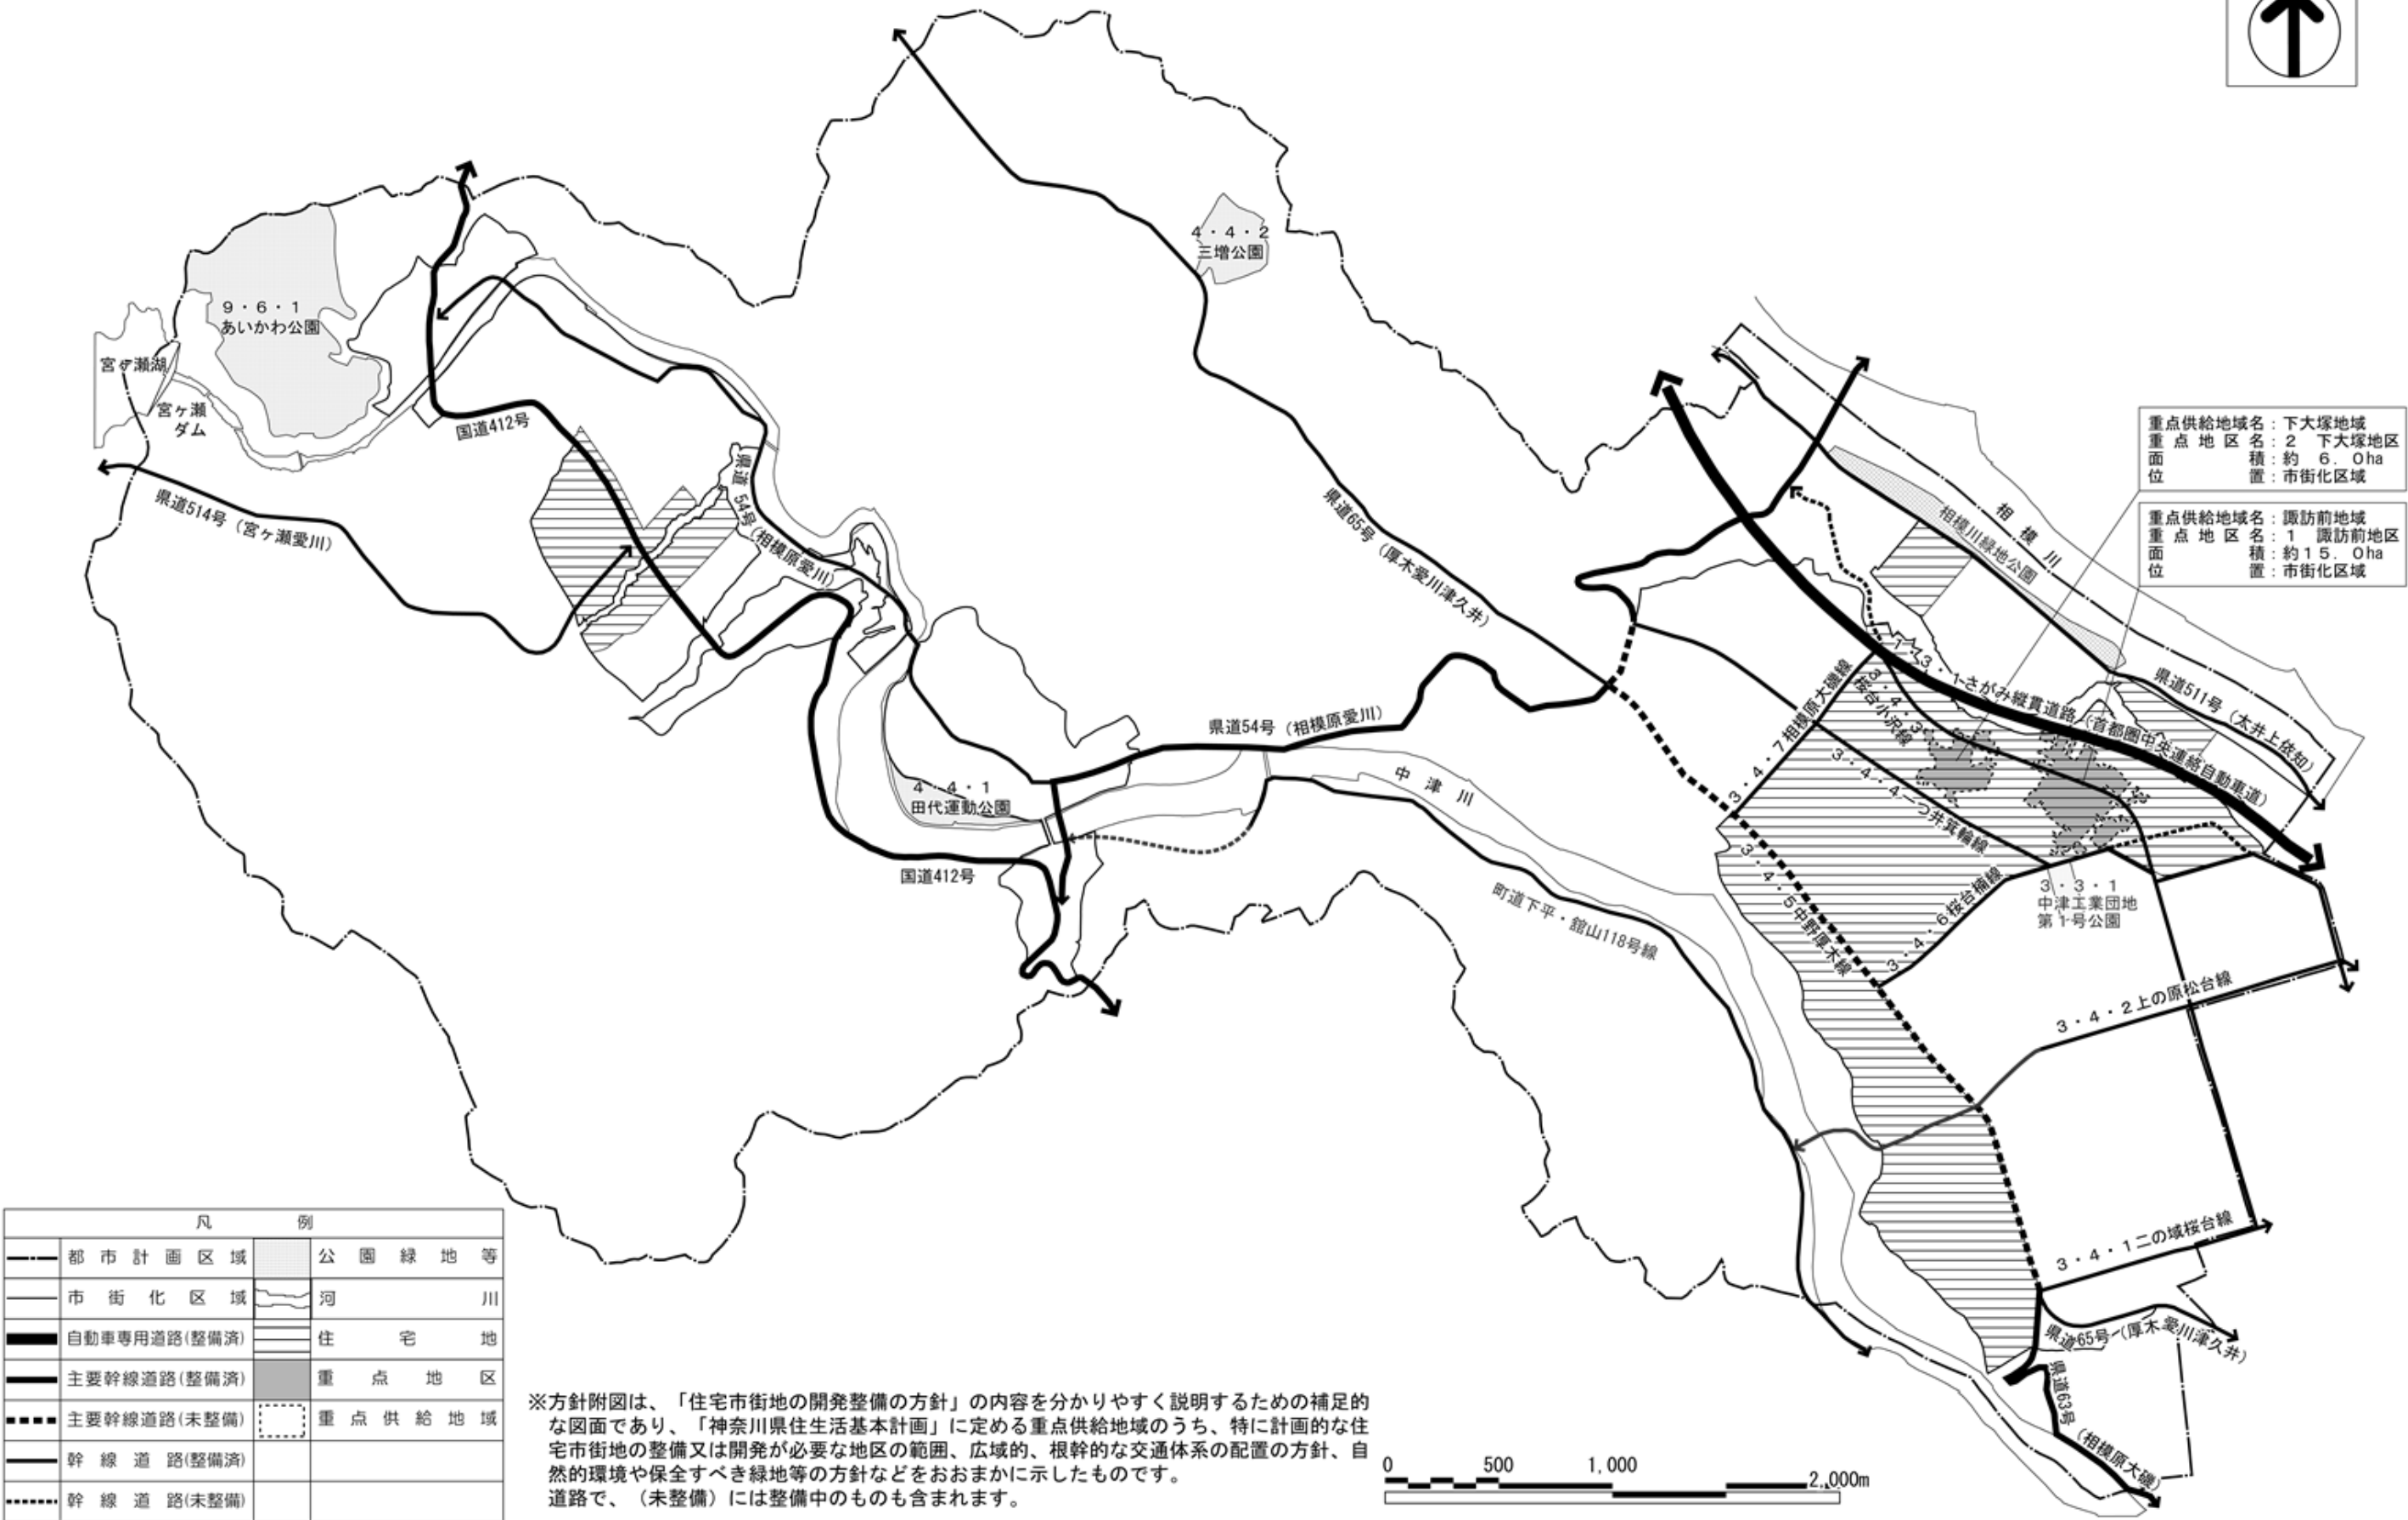 ４・４・２
三増公園
９・６・１
あいかわ公園
宮ヶ瀬湖
宮ヶ瀬
ダム
国道412号
県道514号（宮ヶ瀬愛川）
県道 54号（相模原愛川）
県道65号（厚木愛川津久井）
重点供給地域名：下大塚地域
重点地区名：２　下大塚地区
面積：約　６．０ha
位置：市街化区域
重点供給地域名：諏訪前地域
重点地区名：１　諏訪前地区
面積：約１５．０ha
位置：市街化区域
相模川
相模川緑地公園
県道511号（太井上依知）
１・３・１さがみ縦貫道路（首都圏中央連絡自動車道）
３・４・３
桜台小沢線
３・４・７相模原大磯線
３・４・４一つ井箕輪線
県道54号（相模原愛川）
中津川
４・４・１
田代運動公園
国道412号
町道下平・舘山118号線
３・４・５中野厚木線
３・４・６桜台楠線
３・３・１
中津工業団地
第１号公園
３・４・２上の原松台線
３・４・１二の域桜台線
県道65号（厚木愛川津久井）
県道63号（相模原大磯）
凡例
都市計画区域　公園緑地等
市街化区域　河川
自動車専用道路(整備済)　住宅地
主要幹線道路(整備済)　重点地区
主要幹線道路(未整備)　重点供給地域
幹線道路(整備済)
幹線道路(未整備)
※方針附図は、「住宅市街地の開発整備の方針」の内容を分かりやすく説明するための補足的
な図面であり、「神奈川県住生活基本計画」に定める重点供給地域のうち、特に計画的な住
宅市街地の整備又は開発が必要な地区の範囲、広域的、根幹的な交通体系の配置の方針、自
然的環境や保全すべき緑地等の方針などをおおまかに示したものです。
道路で、（未整備）には整備中のものも含まれます。
0　500　1,000　2,000m